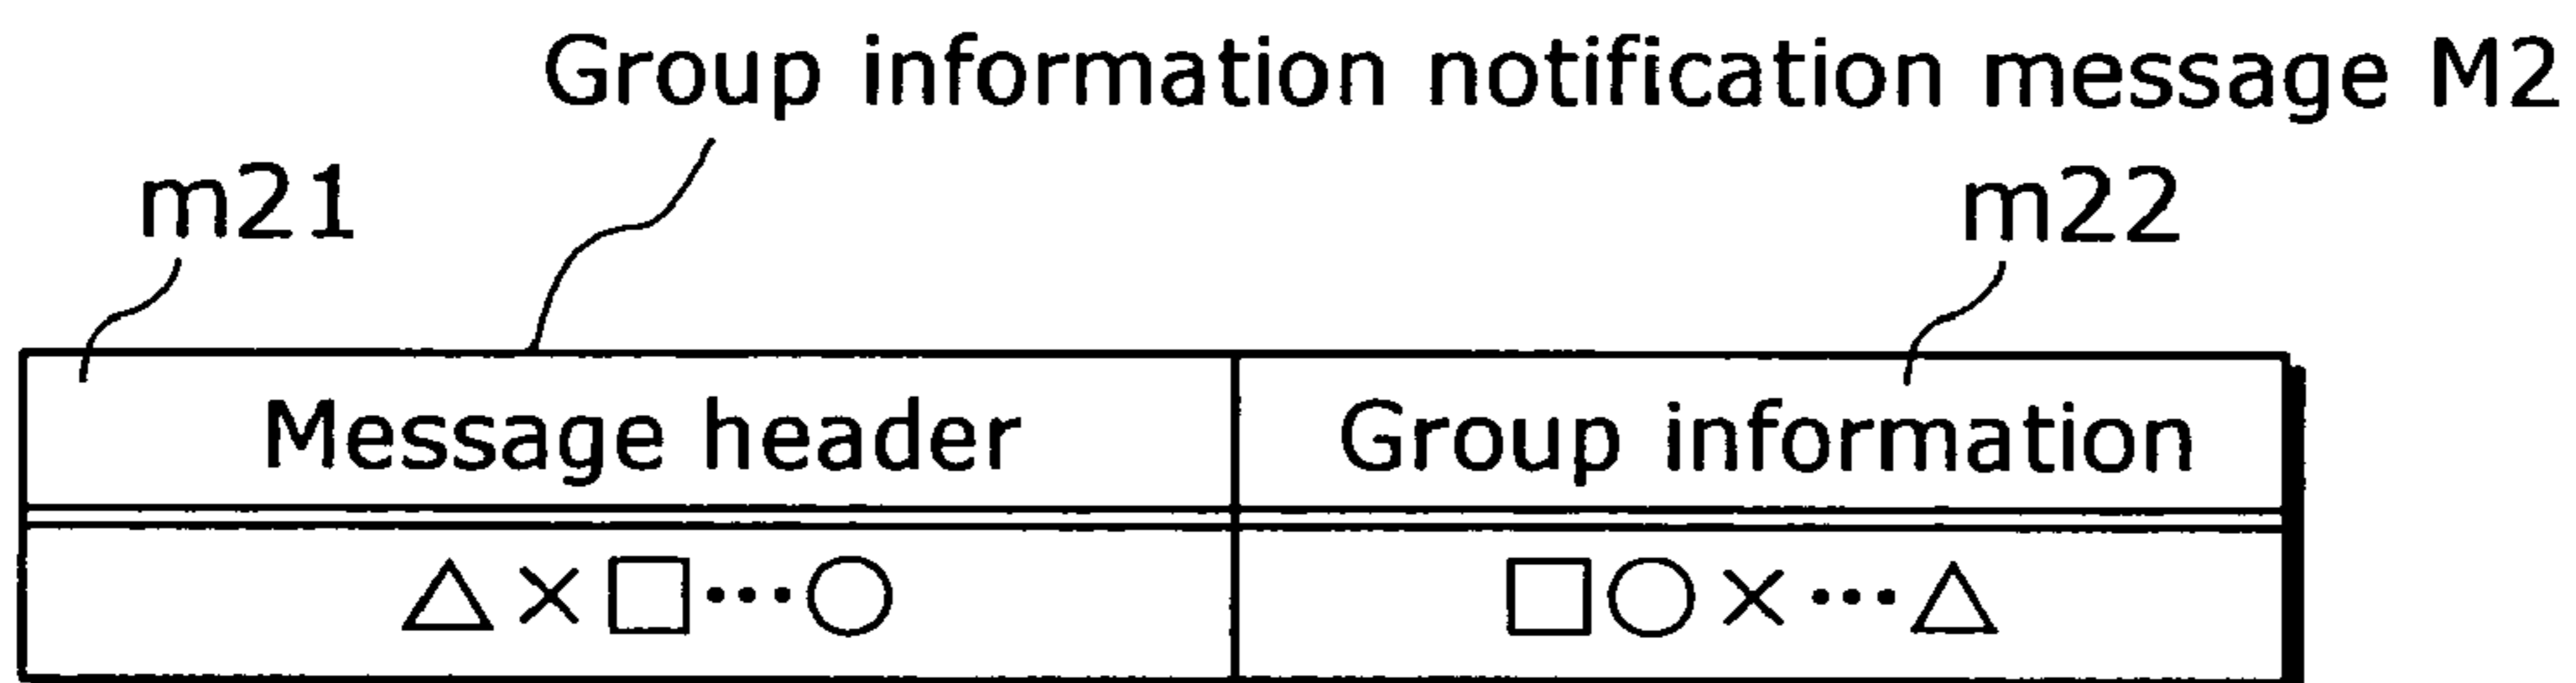 Group information notification message M2
m21 m22
Message header Group information
△×□•••○ □○×•••△